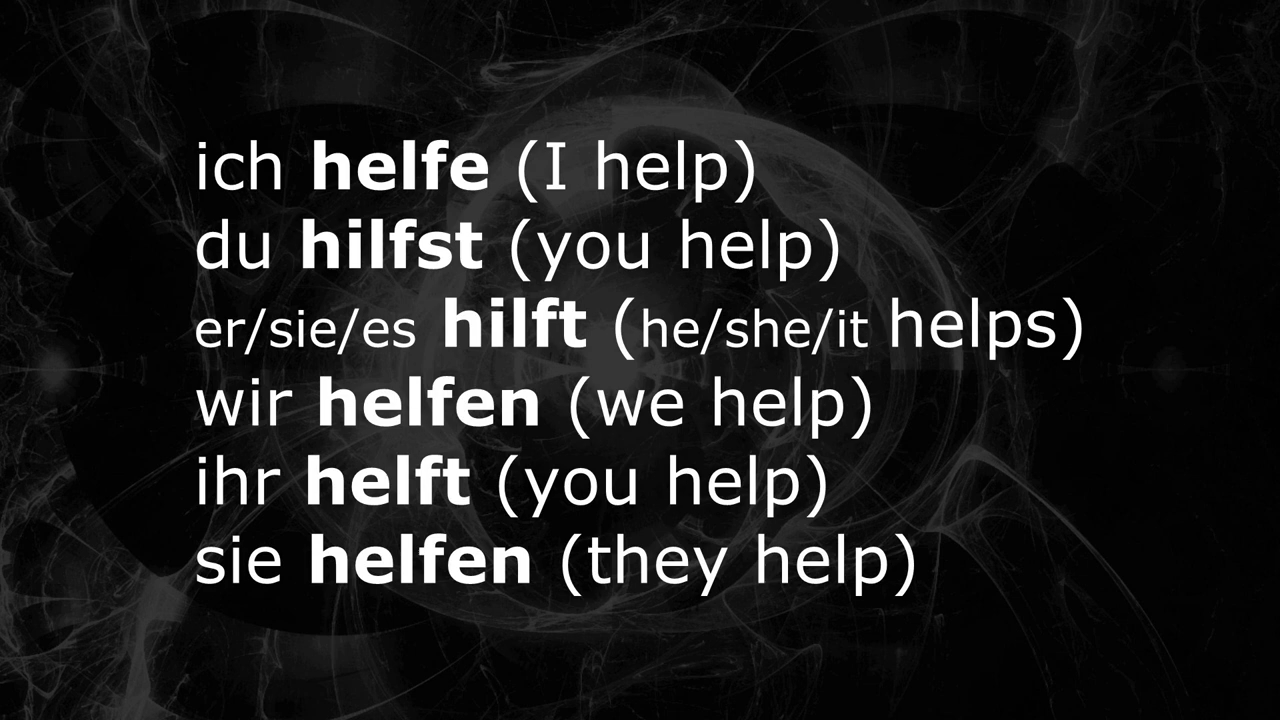 ich helfe (I help)
du hilfst (you help)
er/sie/es hilft (he/she/it helps)
wir helfen (we help)
ihr helft (you help)
sie helfen (they help)